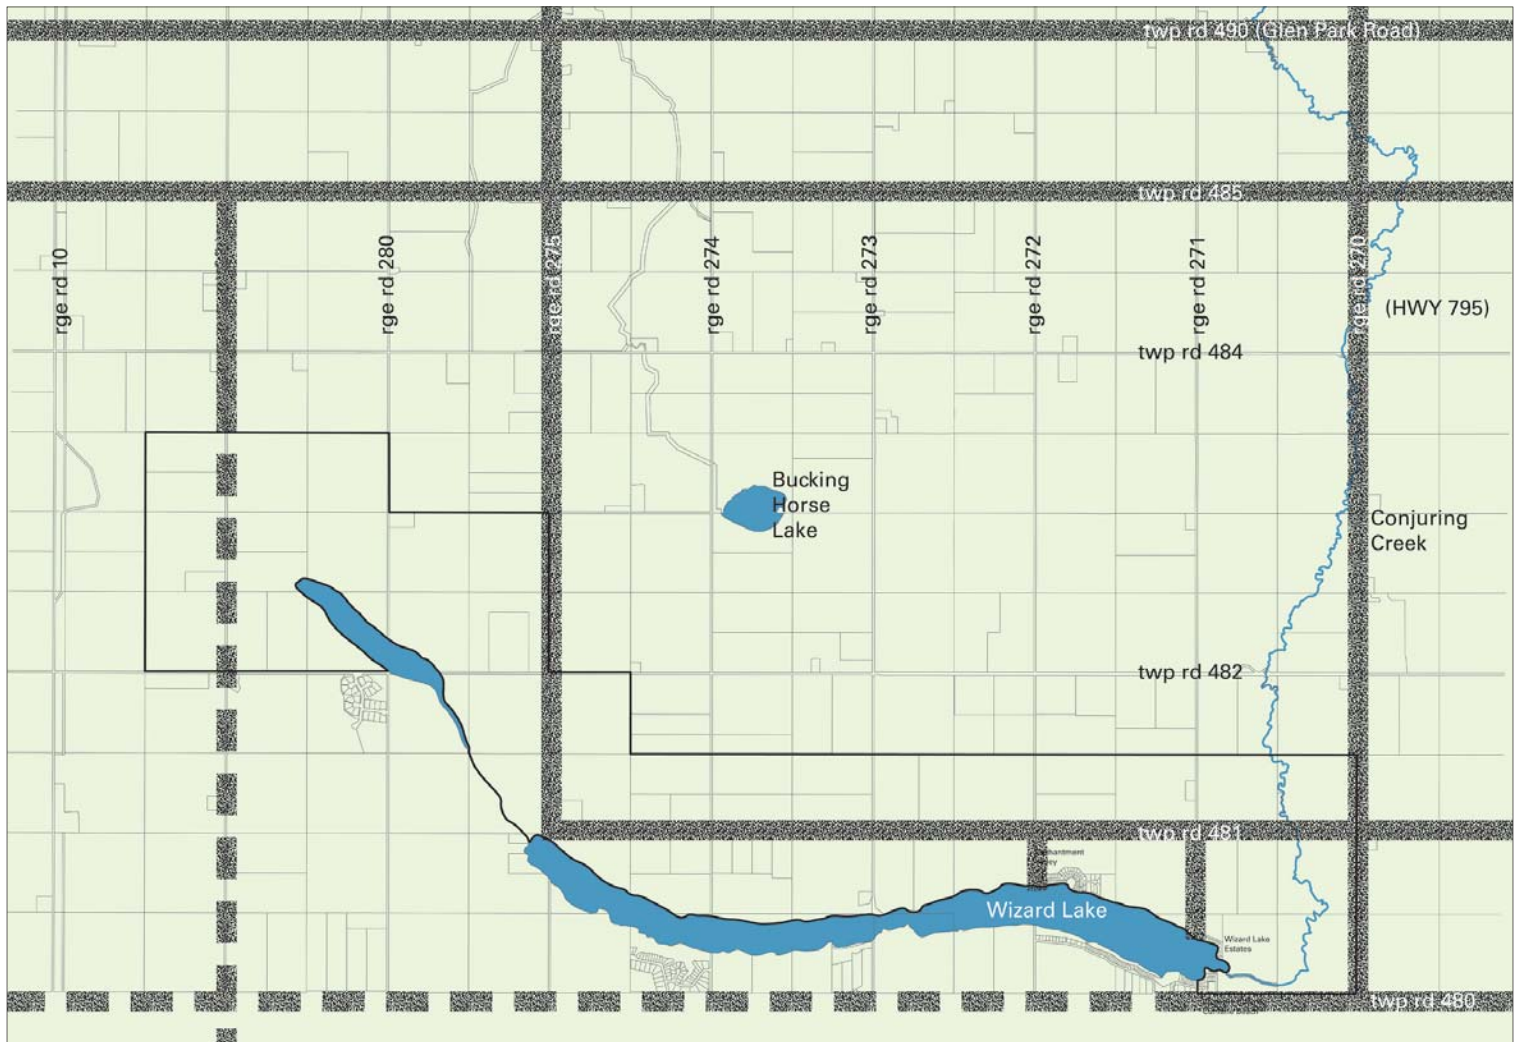 twp rd 490 (Glen Park Road)
twp rd 485
rge rd 10
rge rd 280
rge rd 275
rge rd 274
rge rd 273
rge rd 272
rge rd 271
rge rd 270
(HWY 795)
twp rd 484
Bucking
Horse
Lake
Conjuring
Creek
twp rd 482
twp rd 481
Wizard Lake
Wizard Lake
Estates
twp rd 480